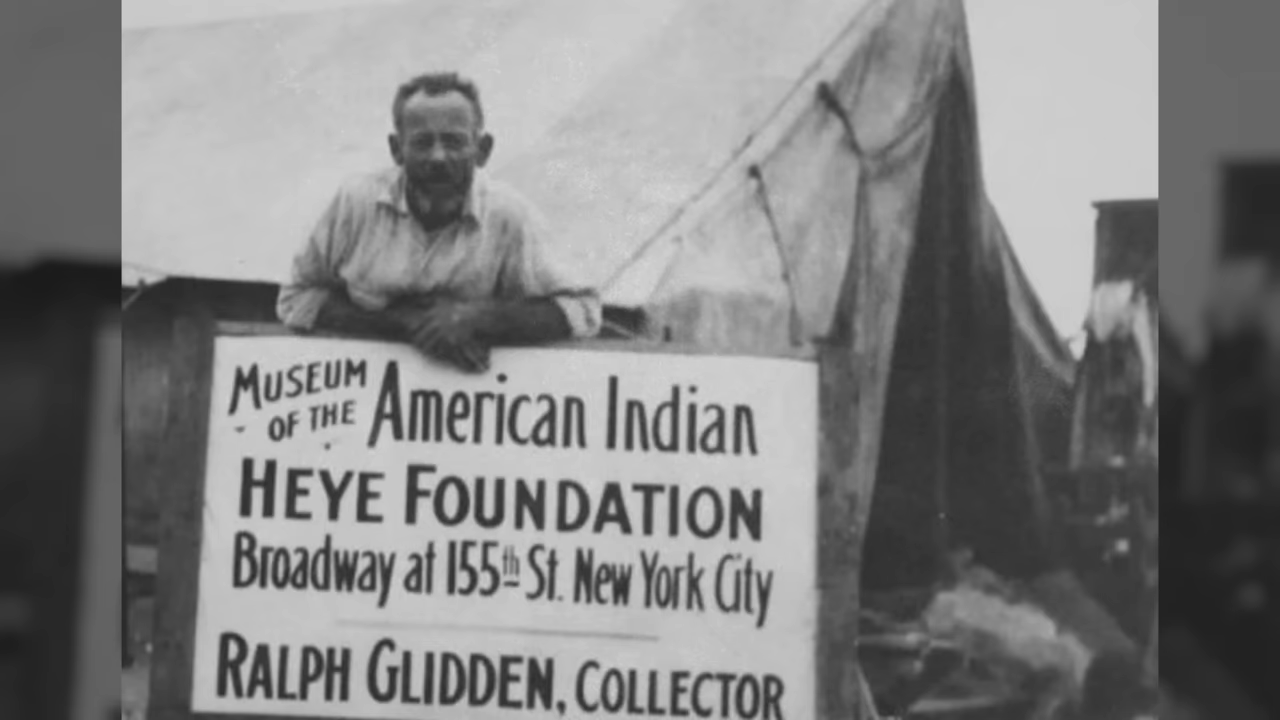 MUSEUM OF THE American Indian
HEYE FOUNDATION
Broadway at 155th St. New York City
RALPH GLIDDEN, COLLECTOR